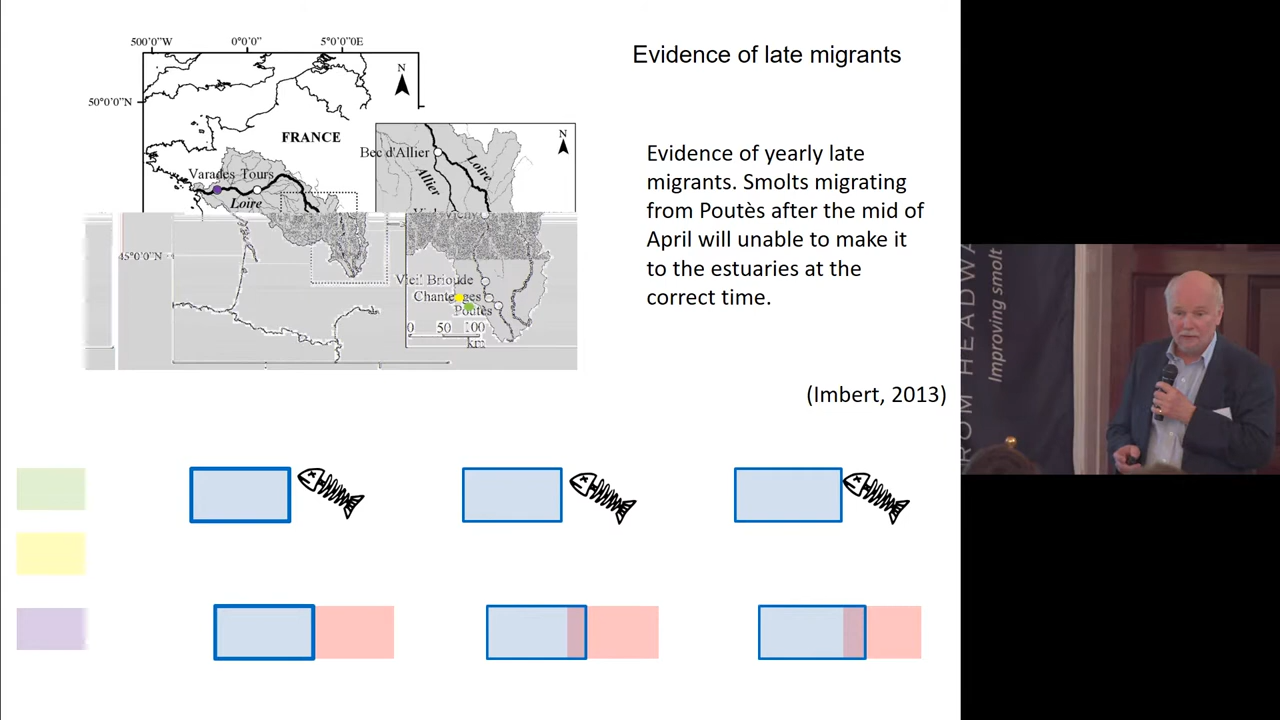 Evidence of late migrants
500'0"W 0°0'0" 5°0'0"E
N
50°0'0"N
FRANCE
N
Bec d'Allier
Loire
Allier
Varades Tours
Loire
Vichy
45°0'0"N
Vieil Brioude
Chanteuges
Poutès
0 50 100
km
Evidence of yearly late
migrants. Smolts migrating
from Poutès after the mid of
April will unable to make it
to the estuaries at the
correct time.
(Imbert, 2013)
ROM HEADWA
Improving smolt